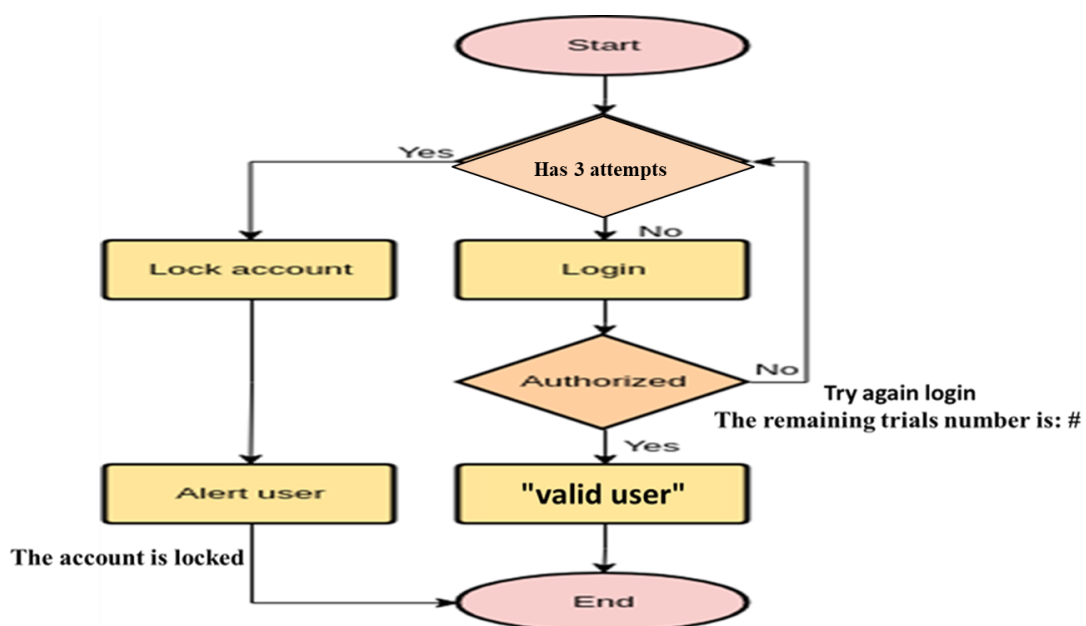 Start
Has 3 attempts
Yes
No
Lock account
Login
Authorized
No
Try again login
The remaining trials number is: #
Yes
Alert user
"valid user"
The account is locked
End